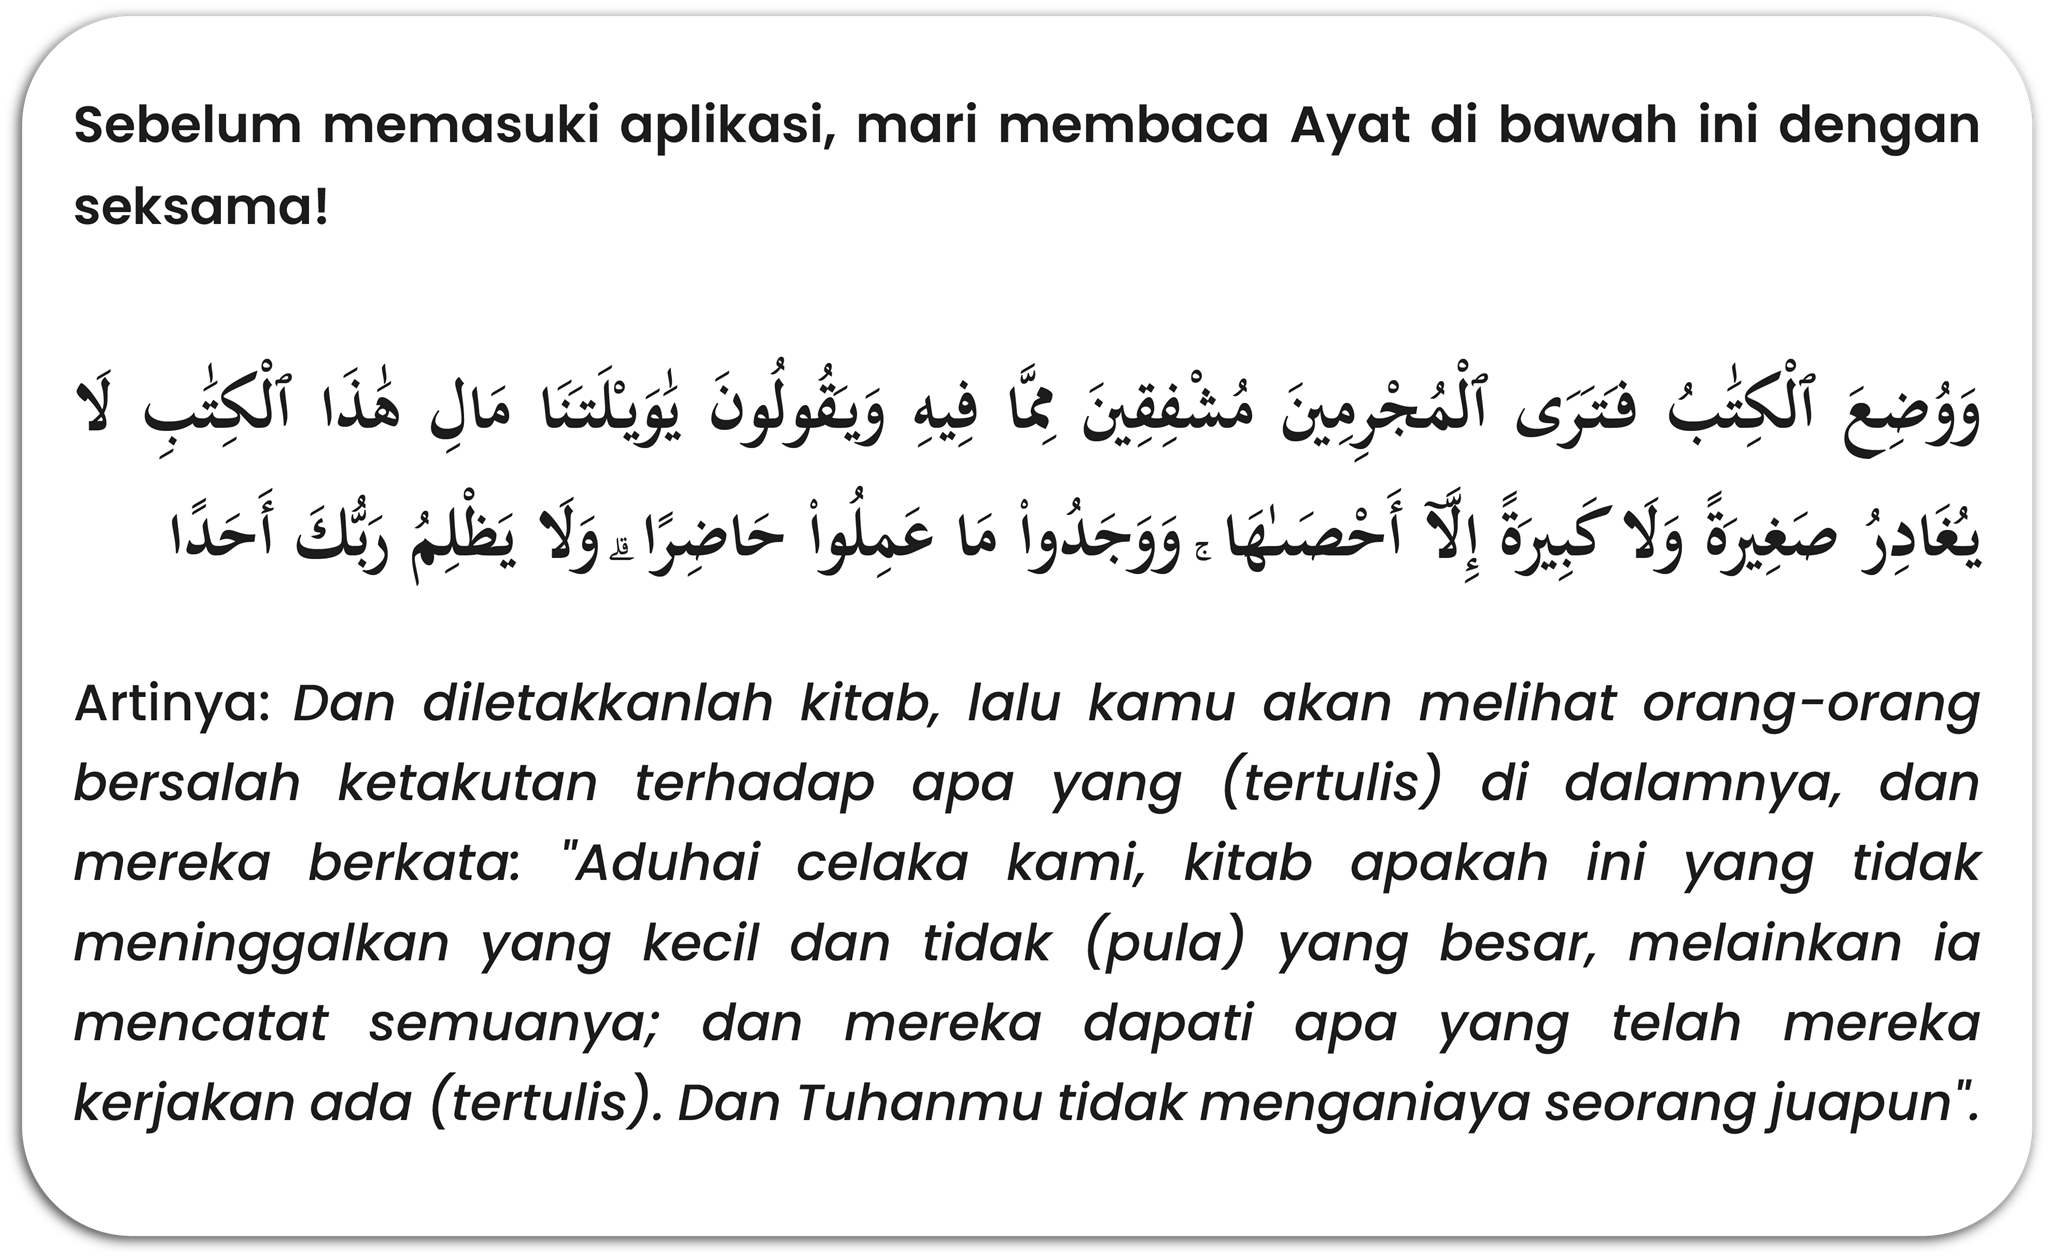 Sebelum memasuki aplikasi, mari membaca Ayat di bawah ini dengan
seksama!
وَوُضِعَ ٱلْكِتَٰبُ فَتَرَى ٱلْمُجْرِمِينَ مُشْفِقِينَ مِمَّا فِيهِ وَيَقُولُونَ يَٰوَيْلَتَنَا مَالِ هَٰذَا ٱلْكِتَٰبِ لَا
يُغَادِرُ صَغِيرَةً وَلَا كَبِيرَةً إِلَّآ أَحْصَىٰهَا ۚ وَوَجَدُوا۟ مَا عَمِلُوا۟ حَاضِرًا ۗ وَلَا يَظْلِمُ رَبُّكَ أَحَدًا
Artinya: Dan diletakkanlah kitab, lalu kamu akan melihat orang-orang
bersalah ketakutan terhadap apa yang (tertulis) di dalamnya, dan
mereka berkata: "Aduhai celaka kami, kitab apakah ini yang tidak
meninggalkan yang kecil dan tidak (pula) yang besar, melainkan ia
mencatat semuanya; dan mereka dapati apa yang telah mereka
kerjakan ada (tertulis). Dan Tuhanmu tidak menganiaya seorang juapun".